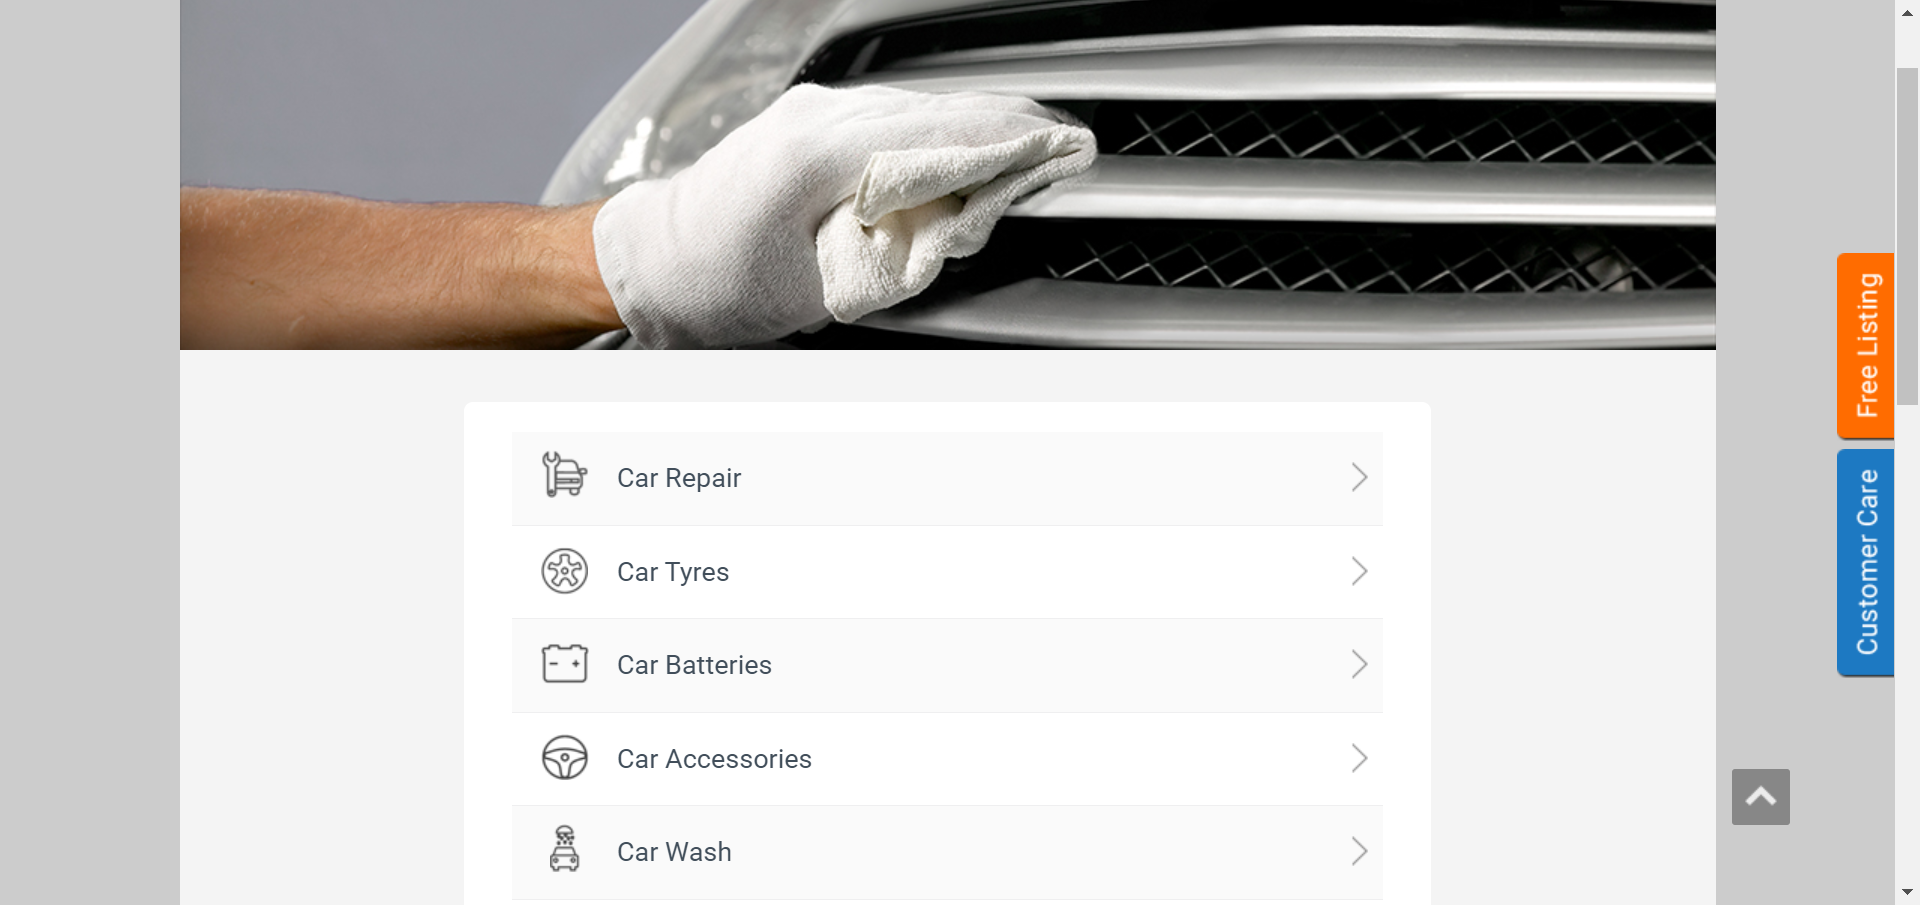 Free Listing
Customer Care
Car Repair
Car Tyres
Car Batteries
Car Accessories
Car Wash